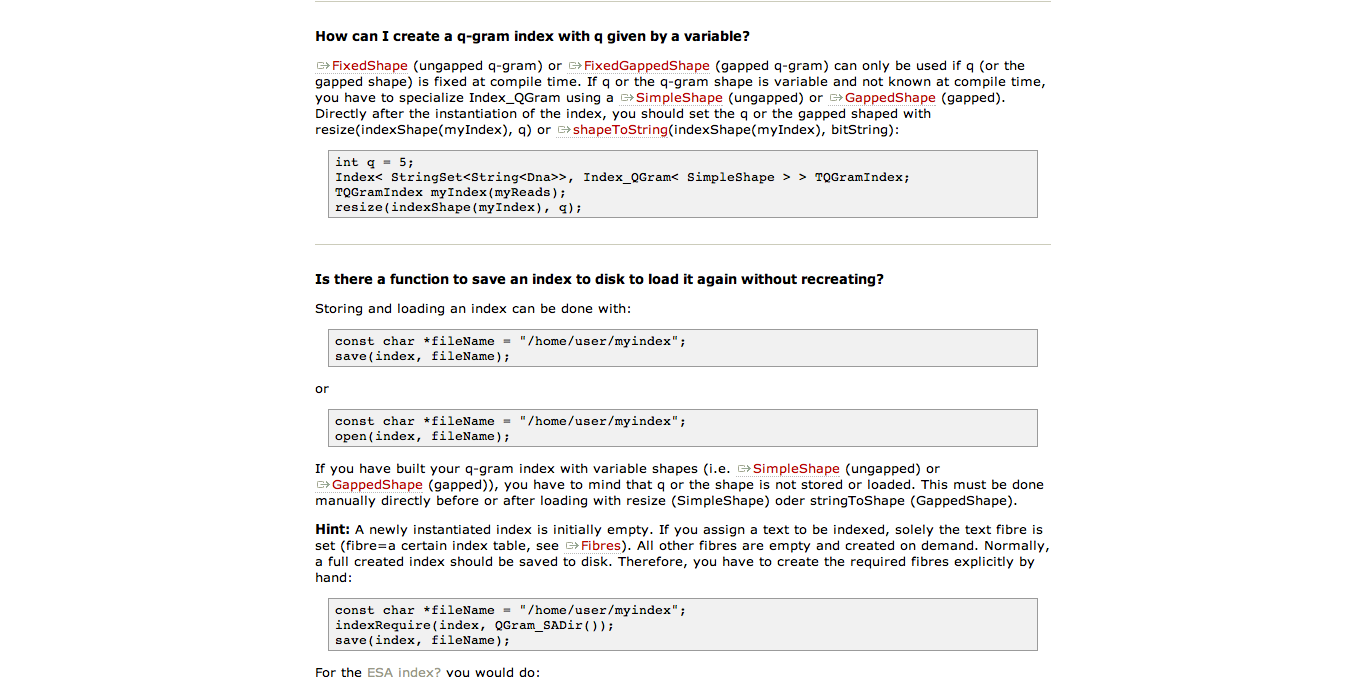 How can I create a q-gram index with q given by a variable?
FixedShape (ungapped q-gram) or FixedGappedShape (gapped q-gram) can only be used if q (or the
gapped shape) is fixed at compile time. If q or the q-gram shape is variable and not known at compile time,
you have to specialize Index_QGram using a SimpleShape (ungapped) or GappedShape (gapped).
Directly after the instantiation of the index, you should set the q or the gapped shaped with
resize(indexShape(myIndex), q) or shapeToString(indexShape(myIndex), bitString):
int q = 5;
Index< StringSet<String<Dna>>, Index_QGram< SimpleShape > > TQGramIndex;
TQGramIndex myIndex(myReads);
resize(indexShape(myIndex), q);
Is there a function to save an index to disk to load it again without recreating?
Storing and loading an index can be done with:
const char *fileName = "/home/user/myindex";
save(index, fileName);
or
const char *fileName = "/home/user/myindex";
open(index, fileName);
If you have built your q-gram index with variable shapes (i.e. SimpleShape (ungapped) or
GappedShape (gapped)), you have to mind that q or the shape is not stored or loaded. This must be done
manually directly before or after loading with resize (SimpleShape) oder stringToShape (GappedShape).
Hint: A newly instantiated index is initially empty. If you assign a text to be indexed, solely the text fibre is
set (fibre=a certain index table, see Fibres). All other fibres are empty and created on demand. Normally,
a full created index should be saved to disk. Therefore, you have to create the required fibres explicitly by
hand:
const char *fileName = "/home/user/myindex";
indexRequire(index, QGram_SADir());
save(index, fileName);
For the ESA index? you would do: